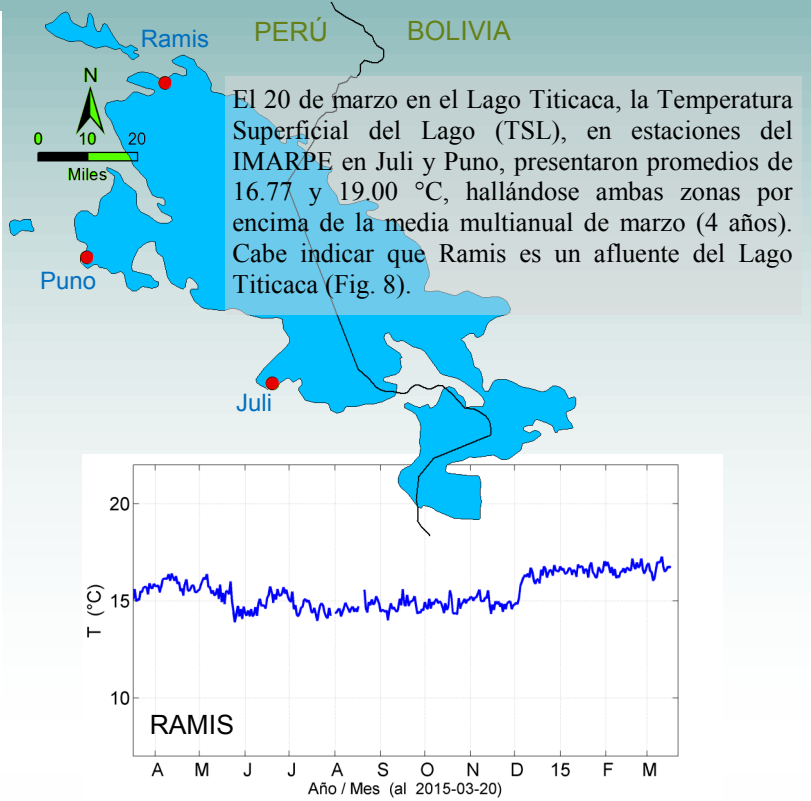 PERÚ
BOLIVIA
Ramis
N
0 10 20
Miles
El 20 de marzo en el Lago Titicaca, la Temperatura
Superficial del Lago (TSL), en estaciones del
IMARPE en Juli y Puno, presentaron promedios de
16.77 y 19.00 °C, hallándose ambas zonas por
encima de la media multianual de marzo (4 años).
Cabe indicar que Ramis es un afluente del Lago
Titicaca (Fig. 8).
Puno
Juli
20
15
10
T (°C)
RAMIS
A M J J A S O N D 15 F M
Año / Mes (al 2015-03-20)